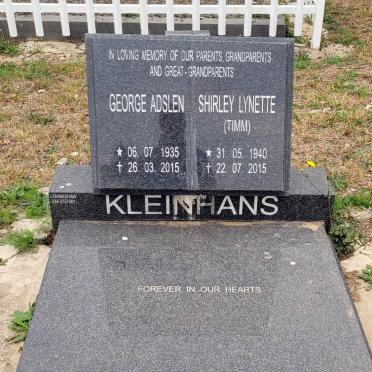 IN LOVING MEMORY OF OUR PARENTS, GRANDPARENTS
AND GREAT-GRANDPARENTS
GEORGE ADSLEN
★ 06. 07. 1935
✝ 26. 03. 2015
SHIRLEY LYNETTE
(TIMM)
★ 31. 05. 1940
✝ 22. 07. 2015
KLEINHANS
FOREVER IN OUR HEARTS